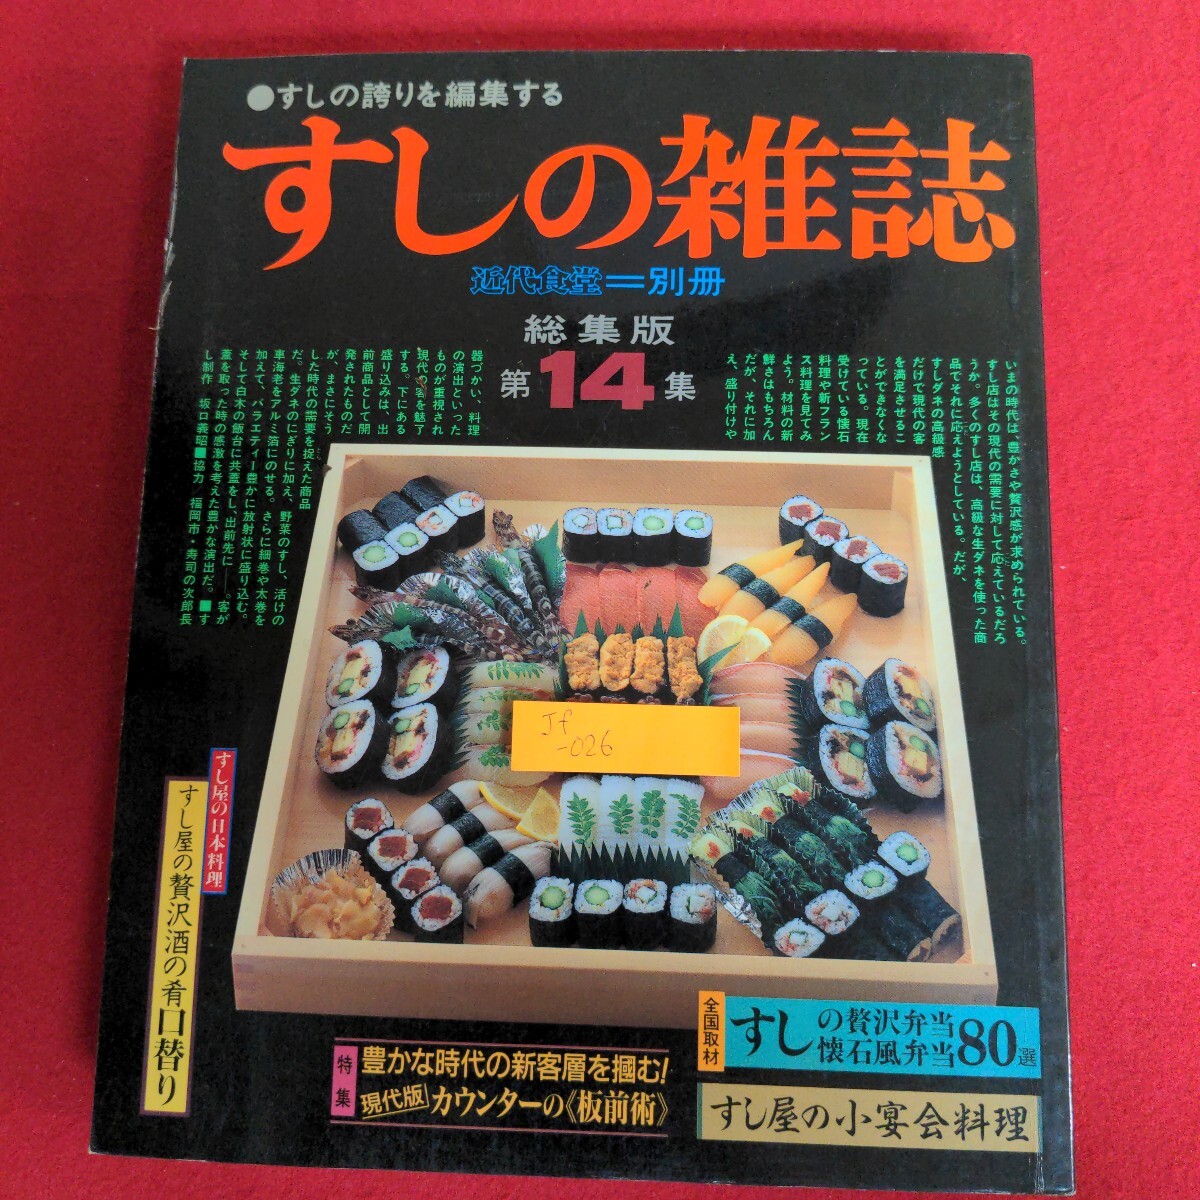 ●すしの誇りを編集する
すしの雑誌
近代食堂＝別冊
総集版
第14集
いまの時代は、豊かさや贅沢感が求められている。
すし店はその現代の需要に対して応えているだろ
うか。多くのすし店は、高級な生ダネを使った商
品でそれに応えようとしている。だが、
すしダネの高級感
だけで現代の客
を満足させるこ
とができなくな
っている。現在
受けている懐石
料理や新フラン
ス料理を見てみ
よう。材料の新
鮮さはもちろん
だが、それに加
え、盛り付けや
器づかい、料理
の演出といった
ものが重視され
現代の客を魅了
する。下にある
盛り込みは、出
前商品として開
発されたものだ
が、まさにそう
した時代の需要を捉えた商品
だ。生ダネのにぎりに加え、野菜のすし、活けの
車海老をアルミ箔にのせる。さらに細巻や太巻を
加えて、バラエティー豊かに放射状に盛り込む。
そして白木の飯台に共蓋をし、出前先に──。客が
蓋を取った時の感激を考えた豊かな演出だ。■す
し制作 坂口義昭■協力 福岡市・寿司の次郎長
Jf
-026
すし屋の日本料理
すし屋の贅沢酒の肴口替り
特集
豊かな時代の新客層を掴む!
現代版 カウンターの《板前術》
全国取材
すしの贅沢弁当
懐石風弁当80選
すし屋の小宴会料理